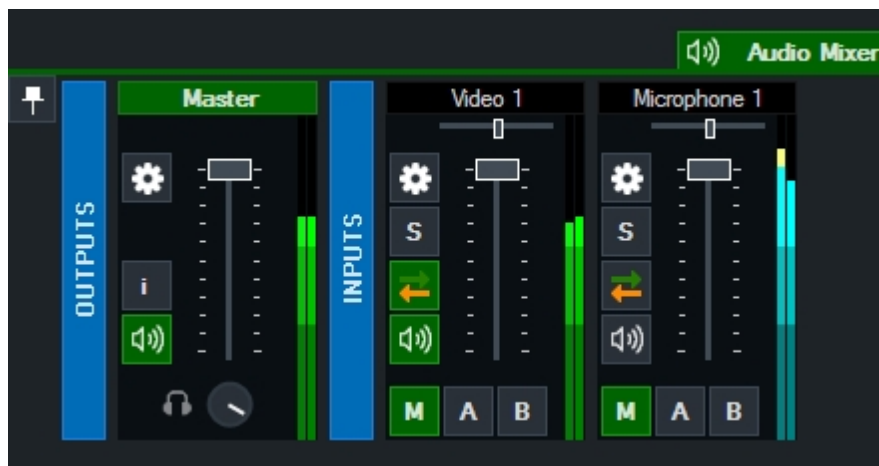 Audio Mixer
OUTPUTS
Master
i
INPUTS
Video 1
S
M A B
Microphone 1
S
M A B